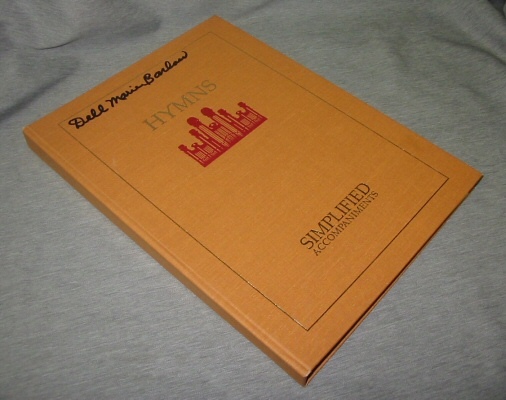 Dell Marie Barlow
HYMNS
SIMPLIFIED
ACCOMPANIMENTS